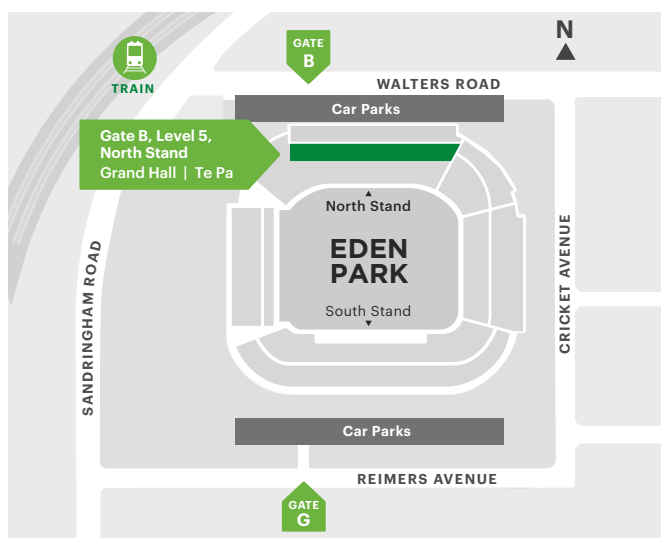 GATE
B
N
TRAIN
WALTERS ROAD
Car Parks
Gate B, Level 5,
North Stand
Grand Hall | Te Pa
North Stand
EDEN
PARK
South Stand
SANDRINGHAM ROAD
CRICKET AVENUE
Car Parks
REIMERS AVENUE
GATE
G